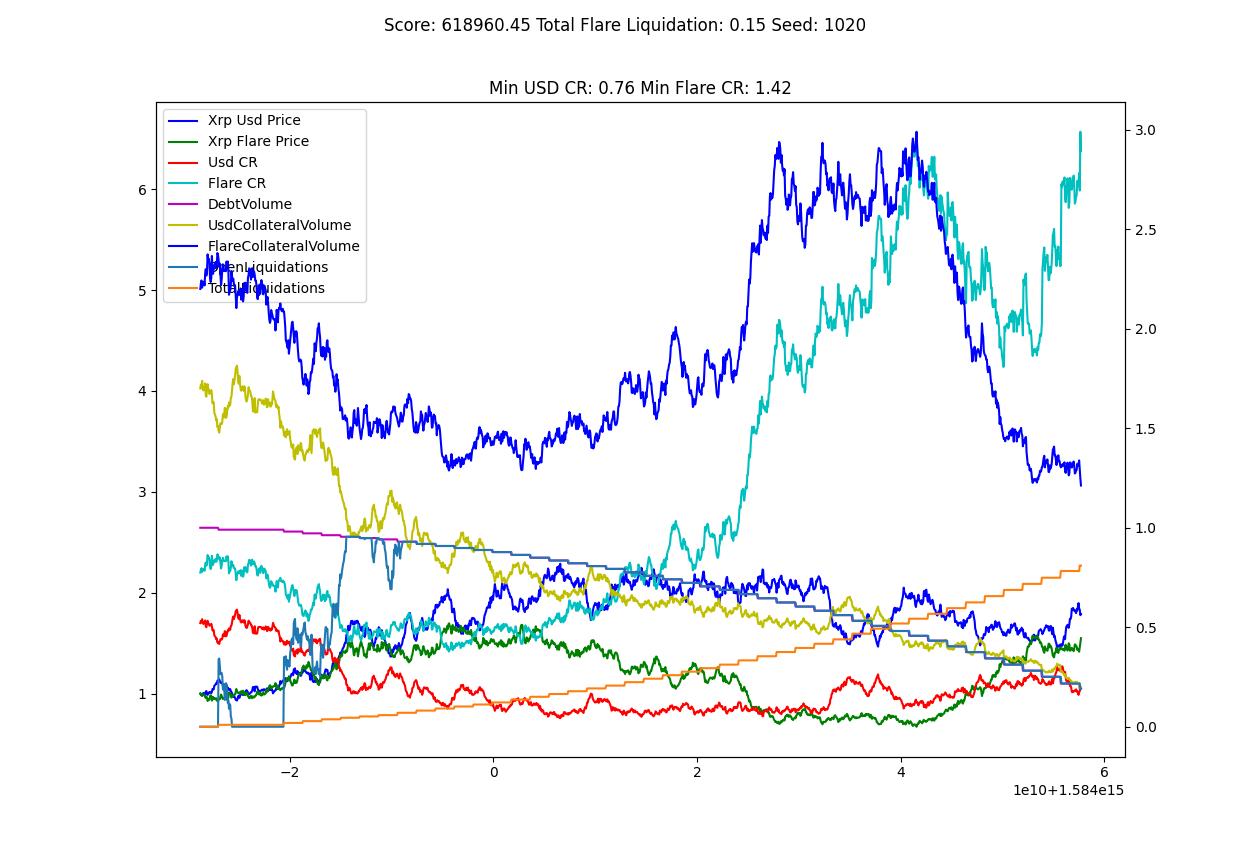 Score: 618960.45 Total Flare Liquidation: 0.15 Seed: 1020
Min USD CR: 0.76 Min Flare CR: 1.42
Xrp Usd Price
Xrp Flare Price
Usd CR
Flare CR
DebtVolume
UsdCollateralVolume
FlareCollateralVolume
OpenLiquidations
TotalLiquidations
6
5
4
3
2
1
3.0
2.5
2.0
1.5
1.0
0.5
0.0
−2
0
2
4
6
1e10+1.584e15